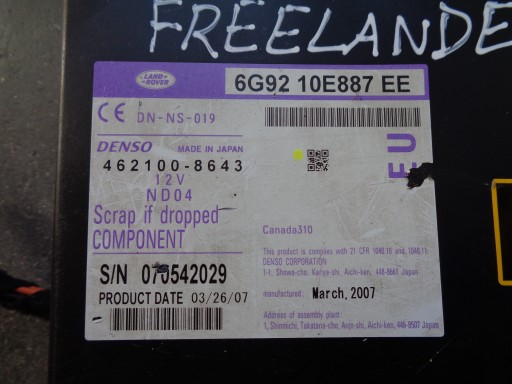 FREELANDE
LAND
ROVER
6G92 10E887 EE
CE DN-NS-019
DENSO MADE IN JAPAN
462100-8643
12V
ND04
EU
Scrap if dropped
COMPONENT
S/N 070542029
PRODUCT DATE 03/26/07
Canada310
This product is complies with 21 CFR 1040.10 and 1040.11
DENSO CORPORATION
1-1, Showa-cho, Kariya-shi, Aichi-ken, 448-8661 Japan
manufactured: March, 2007
Address of assembly plant :
1, Shinmichi, Takatana-cho, Anjo-shi, Aichi-ken, 446-8507 Japan